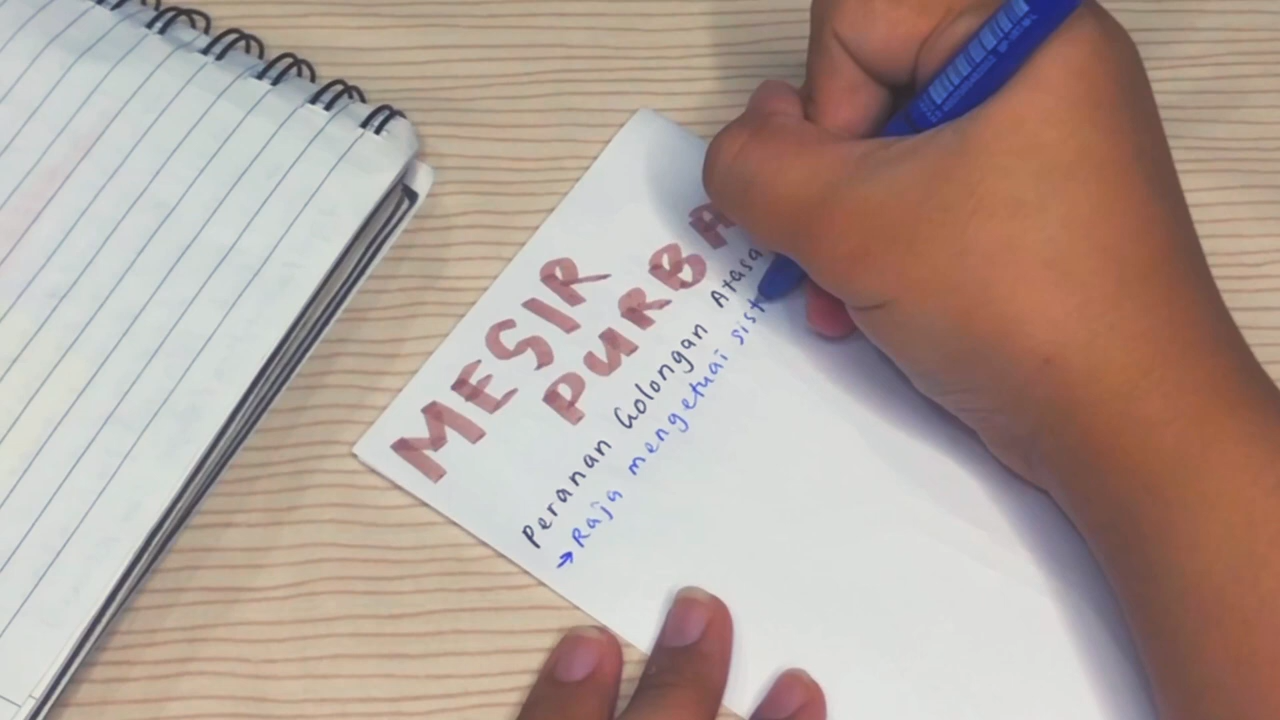 MESIR
PURBA
Peranan Golongan Atasa
→ Raja mengetuai sist